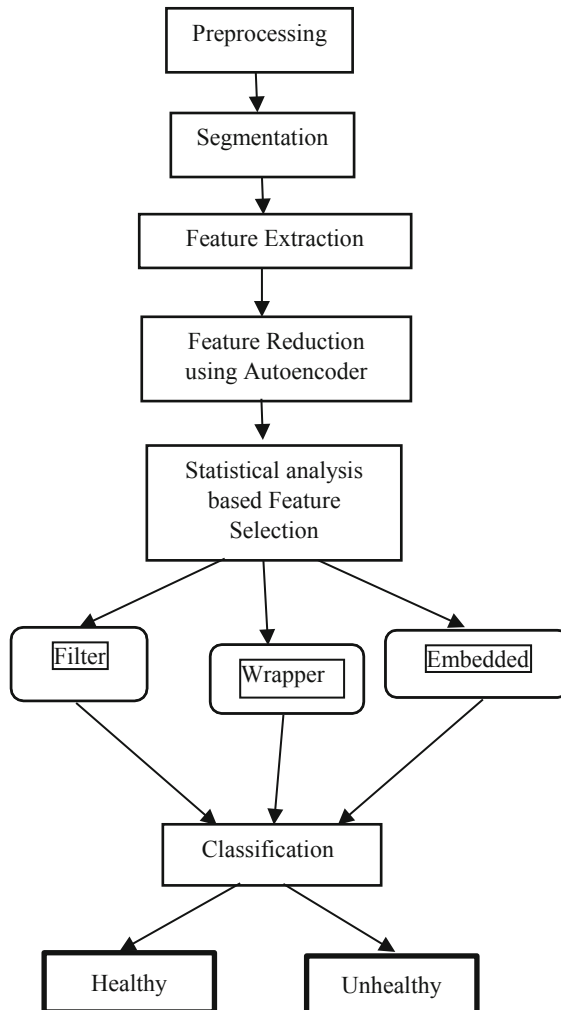 Preprocessing
Segmentation
Feature Extraction
Feature Reduction
using Autoencoder
Statistical analysis
based Feature
Selection
Filter
Wrapper
Embedded
Classification
Healthy
Unhealthy